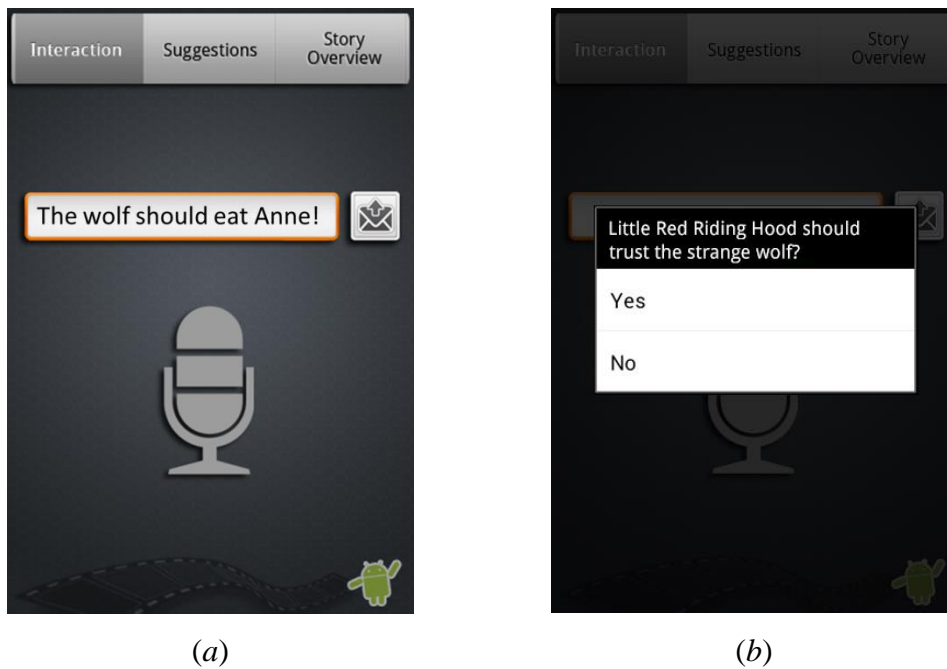 Interaction
Suggestions
Story
Overview
The wolf should eat Anne!
(a)
Interaction
Suggestions
Story
Overview
Little Red Riding Hood should
trust the strange wolf?
Yes
No
(b)